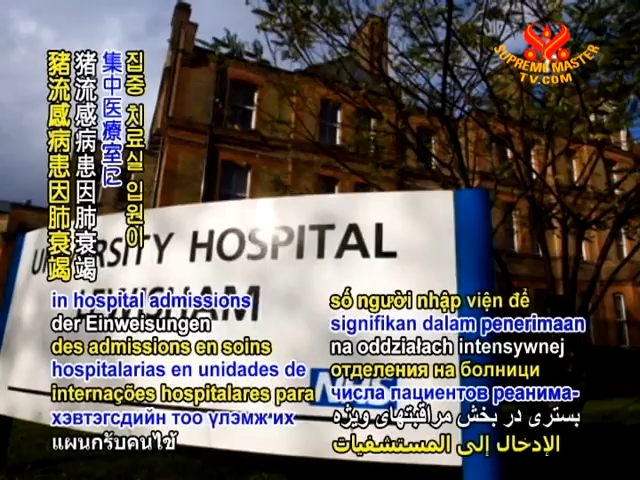 SUPREME MASTER
TV.COM
집중 치료실 입원이
集中医療室に
猪流感病患因肺衰竭
豬流感病患因肺衰竭
UNIVERSITY HOSPITAL
LEWISHAM
NHS
in hospital admissions
der Einweisungen
des admissions en soins
hospitalarias en unidades de
internações hospitalares para
хэвтэгсдийн тоо үлэмж их
แผนกรับคนไข้
số người nhập viện để
signifikan dalam penerimaan
na oddziałach intensywnej
отделения на болници
числа пациентов реанима-
بستری در بخش مراقبتهای ویژه
الإدخال إلى المستشفيات